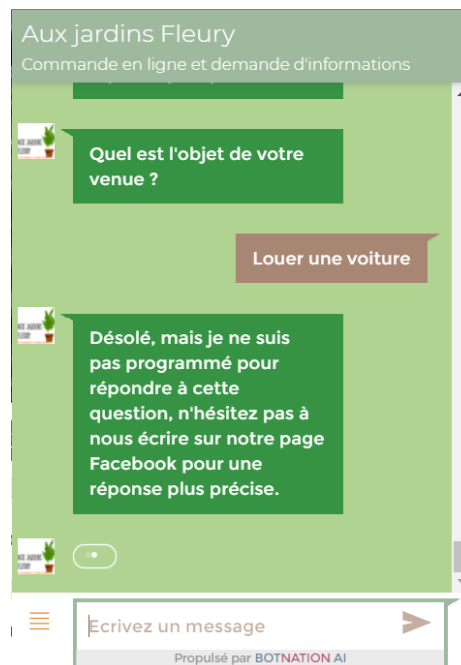 Aux jardins Fleury
Commande en ligne et demande d'informations
Quel est l'objet de votre
venue ?
Louer une voiture
Désolé, mais je ne suis
pas programmé pour
répondre à cette
question, n'hésitez pas à
nous écrire sur notre page
Facebook pour une
réponse plus précise.
Ecrivez un message
Propulsé par BOTNATION AI